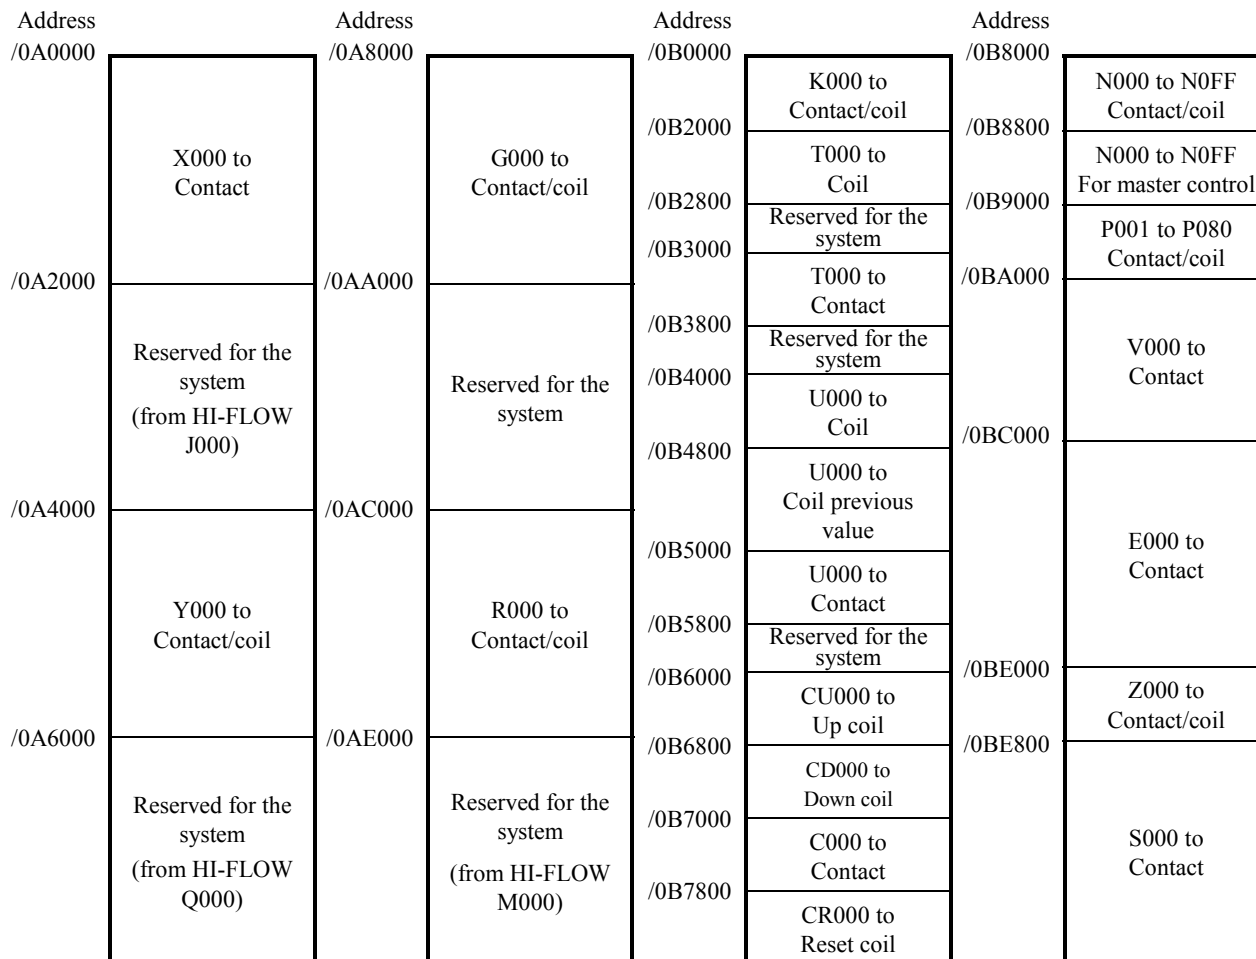 Address
/0A0000
X000 to
Contact
/0A2000
Reserved for the
system
(from HI-FLOW
J000)
/0A4000
Y000 to
Contact/coil
/0A6000
Reserved for the
system
(from HI-FLOW
Q000)
Address
/0A8000
G000 to
Contact/coil
/0AA000
Reserved for the
system
/0AC000
R000 to
Contact/coil
/0AE000
Reserved for the
system
(from HI-FLOW
M000)
Address
/0B0000
K000 to
Contact/coil
/0B2000
T000 to
Coil
/0B2800
Reserved for the
system
/0B3000
T000 to
Contact
/0B3800
Reserved for the
system
/0B4000
U000 to
Coil
/0B4800
U000 to
Coil previous
value
/0B5000
U000 to
Contact
/0B5800
Reserved for the
system
/0B6000
CU000 to
Up coil
/0B6800
CD000 to
Down coil
/0B7000
C000 to
Contact
/0B7800
CR000 to
Reset coil
Address
/0B8000
N000 to N0FF
Contact/coil
/0B8800
N000 to N0FF
For master control
/0B9000
P001 to P080
Contact/coil
/0BA000
V000 to
Contact
/0BC000
E000 to
Contact
/0BE000
Z000 to
Contact/coil
/0BE800
S000 to
Contact